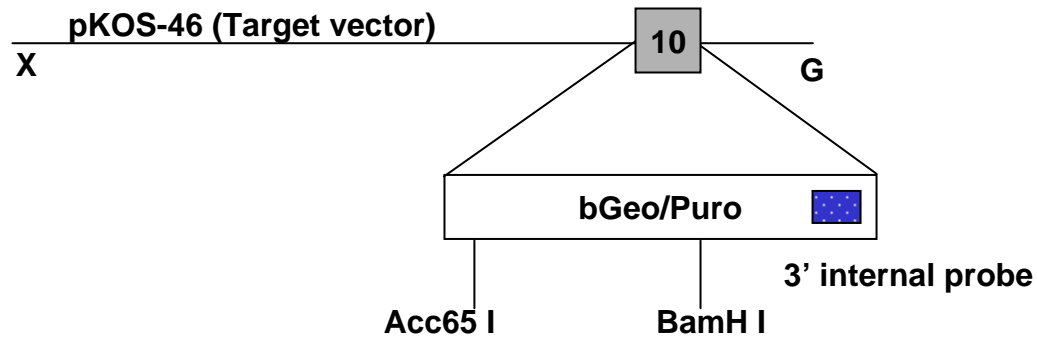 pKOS-46 (Target vector)
10
X
G
bGeo/Puro
3’ internal probe
Acc65 I
BamH I